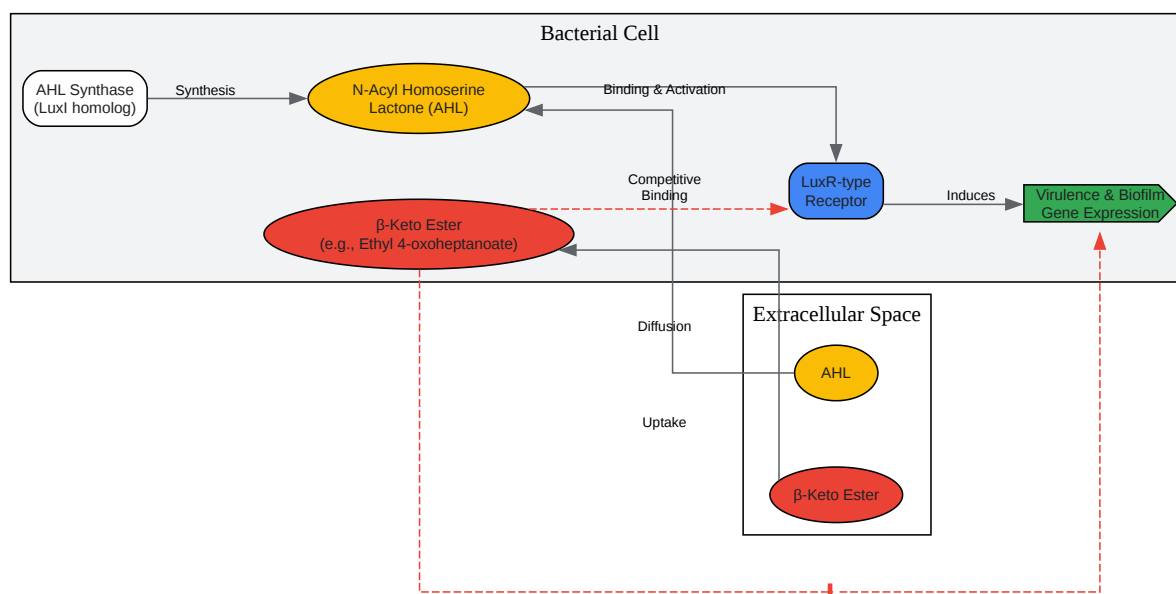 Bacterial Cell
AHL Synthase
(LuxI homolog)
Synthesis
N-Acyl Homoserine
Lactone (AHL)
Binding & Activation
Competitive
Binding
LuxR-type
Receptor
Induces
Virulence & Biofilm
Gene Expression
β-Keto Ester
(e.g., Ethyl 4-oxoheptanoate)
Extracellular Space
Diffusion
AHL
Uptake
β-Keto Ester